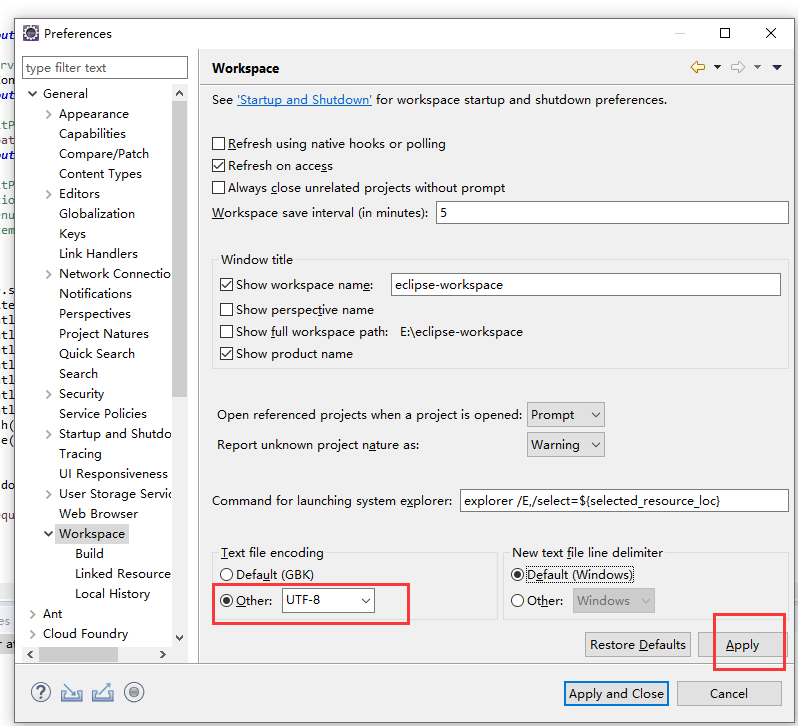 Preferences
type filter text
Workspace
General
Appearance
Capabilities
Compare/Patch
Content Types
Editors
Globalization
Keys
Link Handlers
Network Connectio
Notifications
Perspectives
Project Natures
Quick Search
Search
Security
Service Policies
Startup and Shutdo
Tracing
UI Responsiveness
User Storage Servic
Web Browser
Workspace
Build
Linked Resource
Local History
Ant
Cloud Foundry
See 'Startup and Shutdown' for workspace startup and shutdown preferences.
Refresh using native hooks or polling
Refresh on access
Always close unrelated projects without prompt
Workspace save interval (in minutes): 5
Window title
Show workspace name: eclipse-workspace
Show perspective name
Show full workspace path: E:\eclipse-workspace
Show product name
Open referenced projects when a project is opened: Prompt
Report unknown project nature as: Warning
Command for launching system explorer: explorer /E,/select=${selected_resource_loc}
Text file encoding
Default (GBK)
Other: UTF-8
New text file line delimiter
Default (Windows)
Other: Windows
Restore Defaults Apply
Apply and Close Cancel